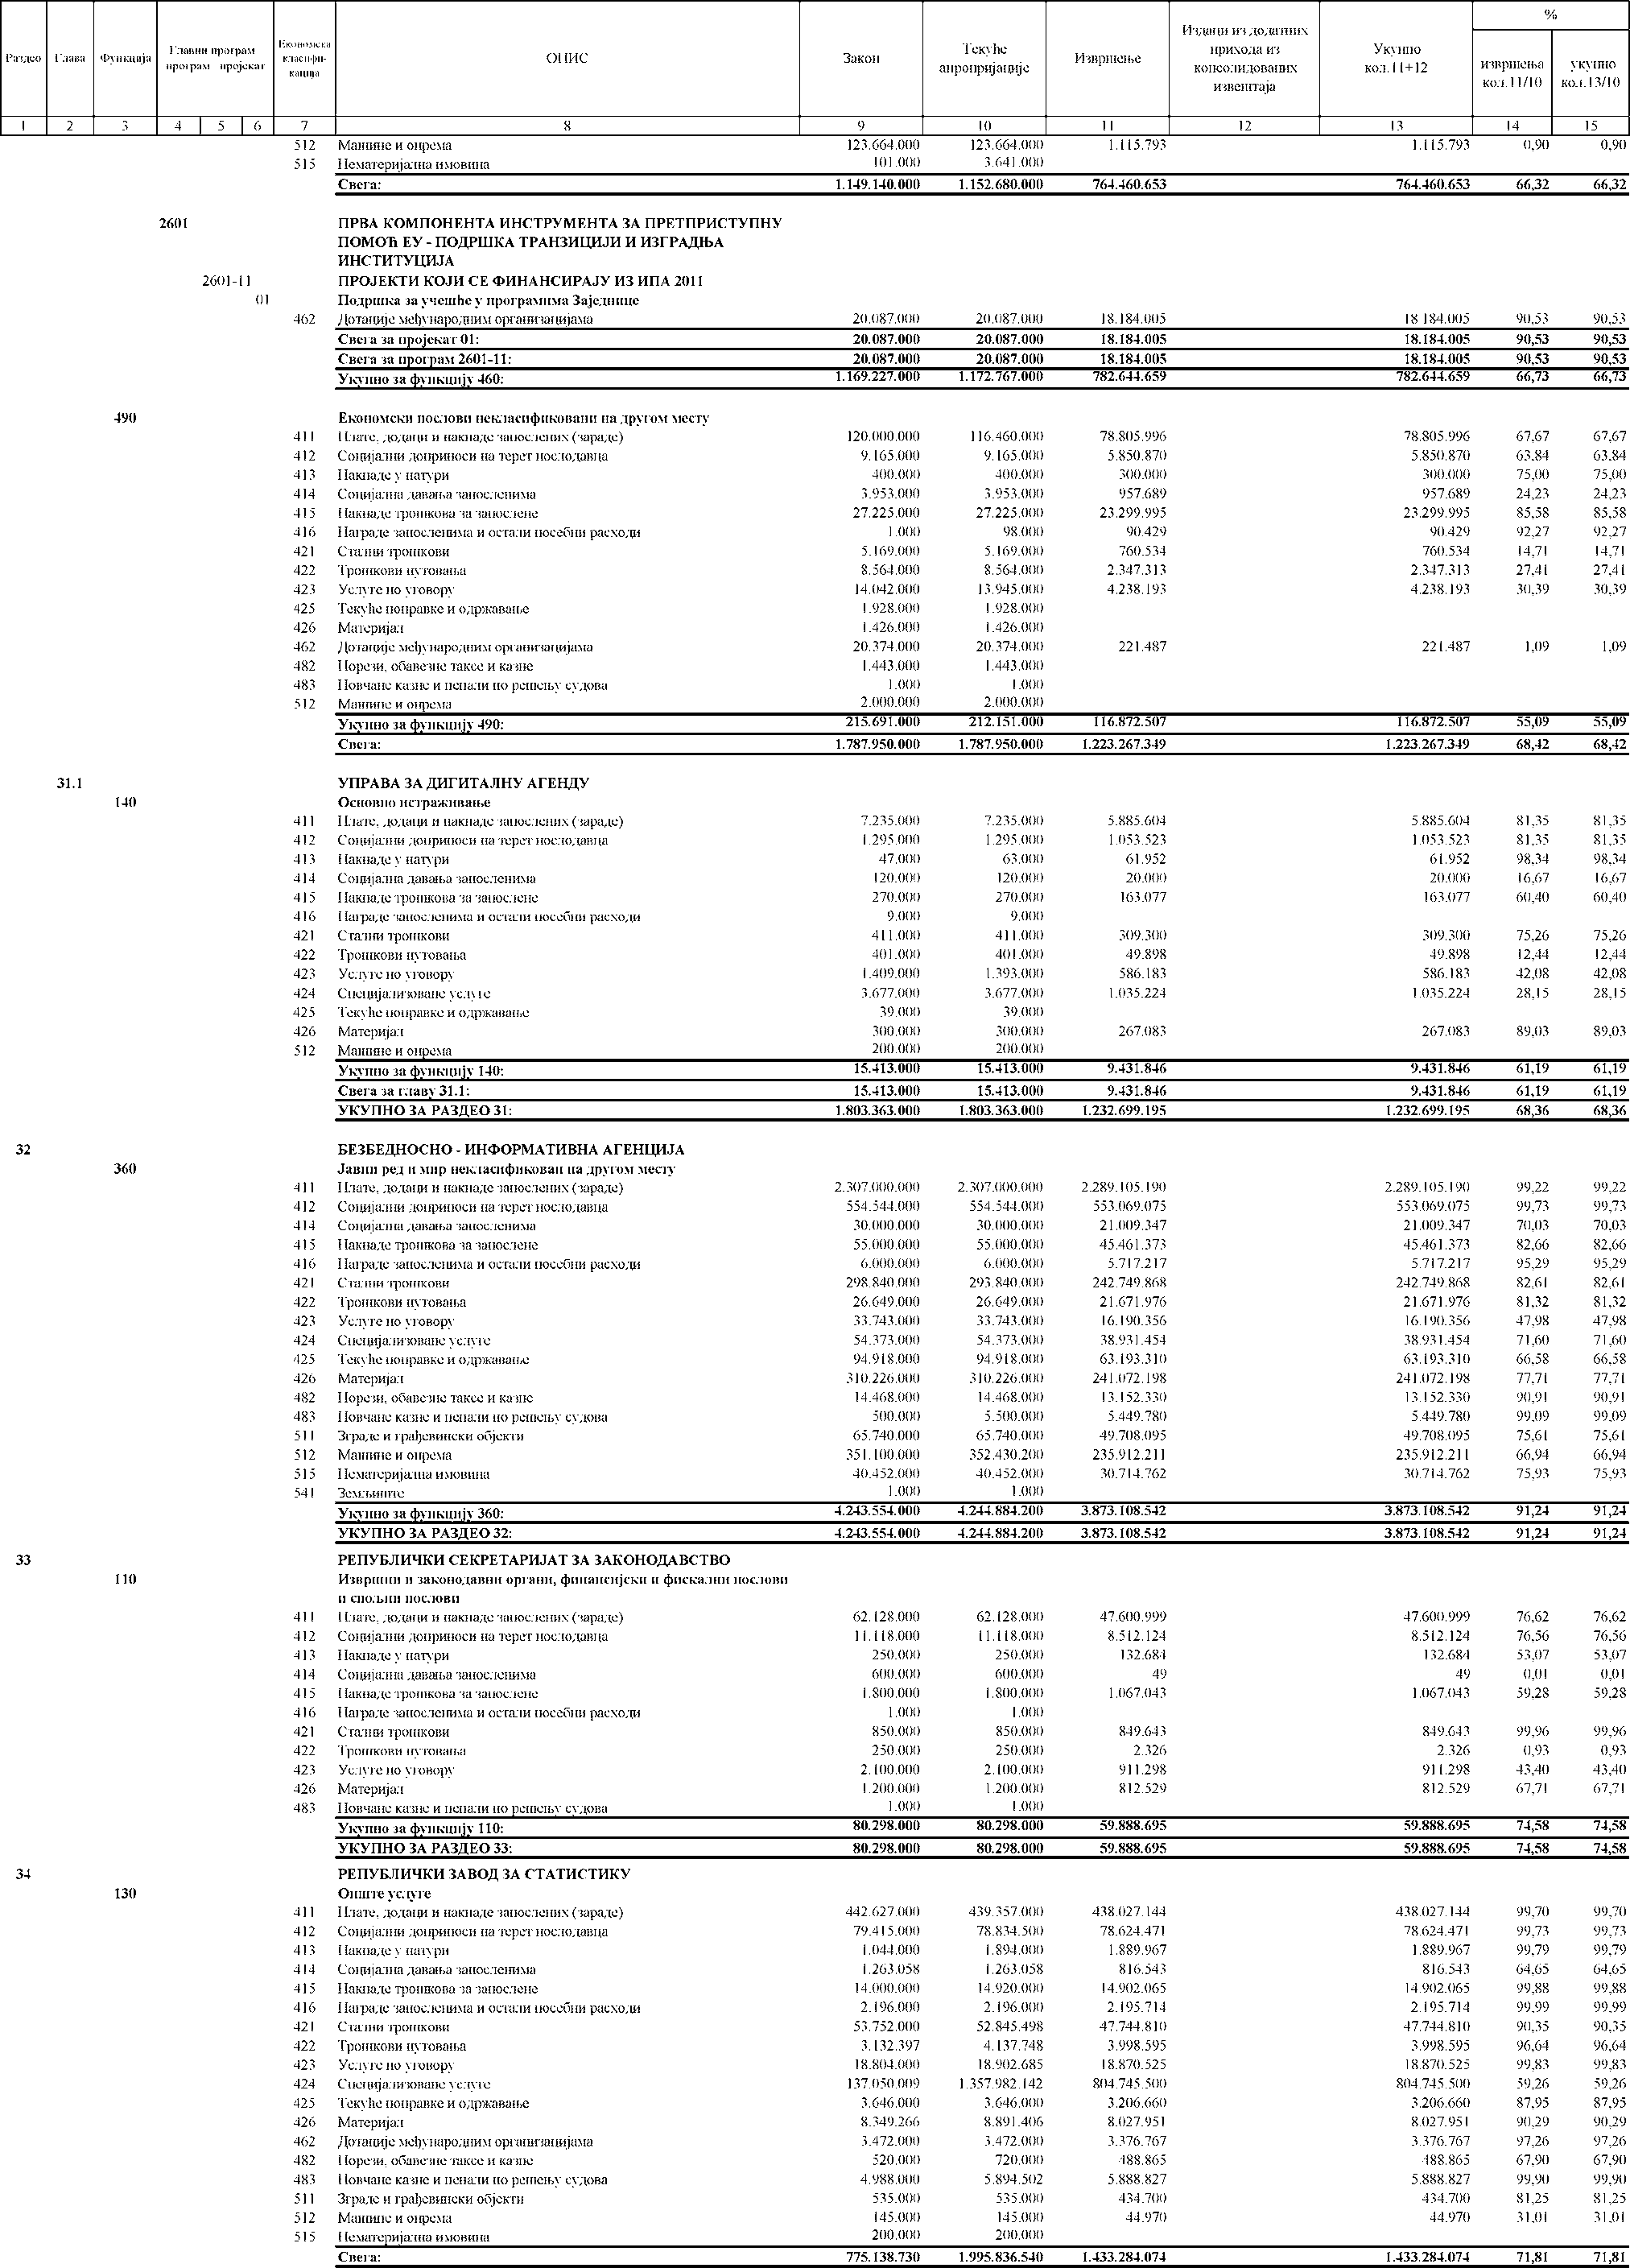 Раздео Глава Функција Главни програм програм пројекат Економска класифи-кација ОПИС Закон Текуће апропријације Извршење Издаци из додатних прихода из консолидованих извештаја Укупно кол.11+12 % извршења кол.11/10 укупно кол.13/10
1 2 3 4 5 6 7 8 9 10 11 12 13 14 15
512 Машине и опрема 123.664.000 123.664.000 1.115.793 1.115.793 0,90 0,90
515 Нематеријална имовина 101.000 3.641.000
Свега: 1.149.140.000 1.152.680.000 764.460.653 764.460.653 66,32 66,32
2601 ПРВА КОМПОНЕНТА ИНСТРУМЕНТА ЗА ПРЕТПРИСТУПНУ
ПОМОЋ ЕУ - ПОДРШКА ТРАНЗИЦИЈИ И ИЗГРАДЊА
ИНСТИТУЦИЈА
2601-11 ПРОЈЕКТИ КОЈИ СЕ ФИНАНСИРАЈУ ИЗ ИПА 2011
01 Подршка за учешће у програмима Заједнице
462 Дотације међународним организацијама 20.087.000 20.087.000 18.184.005 18.184.005 90,53 90,53
Свега за пројекат 01: 20.087.000 20.087.000 18.184.005 18.184.005 90,53 90,53
Свега за програм 2601-11: 20.087.000 20.087.000 18.184.005 18.184.005 90,53 90,53
Укупно за функцију 460: 1.169.227.000 1.172.767.000 782.644.659 782.644.659 66,73 66,73
490 Економски послови некласификовани на другом месту
411 Плате, додаци и накнаде запослених (зараде) 120.000.000 116.460.000 78.805.996 78.805.996 67,67 67,67
412 Социјални доприноси на терет послодавца 9.165.000 9.165.000 5.850.870 5.850.870 63,84 63,84
413 Накнаде у натури 400.000 400.000 300.000 300.000 75,00 75,00
414 Социјална давања запосленима 3.953.000 3.953.000 957.689 957.689 24,23 24,23
415 Накнаде трошкова за запослене 27.225.000 27.225.000 23.299.995 23.299.995 85,58 85,58
416 Награде запосленима и остали посебни расходи 1.000 98.000 90.429 90.429 92,27 92,27
421 Стални трошкови 5.169.000 5.169.000 760.534 760.534 14,71 14,71
422 Трошкови путовања 8.564.000 8.564.000 2.347.313 2.347.313 27,41 27,41
423 Услуге по уговору 14.042.000 13.945.000 4.238.193 4.238.193 30,39 30,39
425 Текуће поправке и одржавање 1.928.000 1.928.000
426 Материјал 1.426.000 1.426.000
462 Дотације међународним организацијама 20.374.000 20.374.000 221.487 221.487 1,09 1,09
482 Порези, обавезне таксе и казне 1.443.000 1.443.000
483 Новчане казне и пенали по решењу судова 1.000 1.000
512 Машине и опрема 2.000.000 2.000.000
Укупно за функцију 490: 215.691.000 212.151.000 116.872.507 116.872.507 55,09 55,09
Свега: 1.787.950.000 1.787.950.000 1.223.267.349 1.223.267.349 68,42 68,42
31.1 УПРАВА ЗА ДИГИТАЛНУ АГЕНДУ
140 Основно истраживање
411 Плате, додаци и накнаде запослених (зараде) 7.235.000 7.235.000 5.885.604 5.885.604 81,35 81,35
412 Социјални доприноси на терет послодавца 1.295.000 1.295.000 1.053.523 1.053.523 81,35 81,35
413 Накнаде у натури 47.000 63.000 61.952 61.952 98,34 98,34
414 Социјална давања запосленима 120.000 120.000 20.000 20.000 16,67 16,67
415 Накнаде трошкова за запослене 270.000 270.000 163.077 163.077 60,40 60,40
416 Награде запосленима и остали посебни расходи 9.000 9.000
421 Стални трошкови 411.000 411.000 309.300 309.300 75,26 75,26
422 Трошкови путовања 401.000 401.000 49.898 49.898 12,44 12,44
423 Услуге по уговору 1.409.000 1.393.000 586.183 586.183 42,08 42,08
424 Специјализоване услуге 3.677.000 3.677.000 1.035.224 1.035.224 28,15 28,15
425 Текуће поправке и одржавање 39.000 39.000
426 Материјал 300.000 300.000 267.083 267.083 89,03 89,03
512 Машине и опрема 200.000 200.000
Укупно за функцију 140: 15.413.000 15.413.000 9.431.846 9.431.846 61,19 61,19
Свега за главу 31.1: 15.413.000 15.413.000 9.431.846 9.431.846 61,19 61,19
УКУПНО ЗА РАЗДЕО 31: 1.803.363.000 1.803.363.000 1.232.699.195 1.232.699.195 68,36 68,36
32 БЕЗБЕДНОСНО - ИНФОРМАТИВНА АГЕНЦИЈА
360 Јавни ред и мир некласификован на другом месту
411 Плате, додаци и накнаде запослених (зараде) 2.307.000.000 2.307.000.000 2.289.105.190 2.289.105.190 99,22 99,22
412 Социјални доприноси на терет послодавца 554.544.000 554.544.000 553.069.075 553.069.075 99,73 99,73
414 Социјална давања запосленима 30.000.000 30.000.000 21.009.347 21.009.347 70,03 70,03
415 Накнаде трошкова за запослене 55.000.000 55.000.000 45.461.373 45.461.373 82,66 82,66
416 Награде запосленима и остали посебни расходи 6.000.000 6.000.000 5.717.217 5.717.217 95,29 95,29
421 Стални трошкови 298.840.000 293.840.000 242.749.868 242.749.868 82,61 82,61
422 Трошкови путовања 26.649.000 26.649.000 21.671.976 21.671.976 81,32 81,32
423 Услуге по уговору 33.743.000 33.743.000 16.190.356 16.190.356 47,98 47,98
424 Специјализоване услуге 54.373.000 54.373.000 38.931.454 38.931.454 71,60 71,60
425 Текуће поправке и одржавање 94.918.000 94.918.000 63.193.310 63.193.310 66,58 66,58
426 Материјал 310.226.000 310.226.000 241.072.198 241.072.198 77,71 77,71
482 Порези, обавезне таксе и казне 14.468.000 14.468.000 13.152.330 13.152.330 90,91 90,91
483 Новчане казне и пенали по решењу судова 500.000 5.500.000 5.449.780 5.449.780 99,09 99,09
511 Зграде и грађевински објекти 65.740.000 65.740.000 49.708.095 49.708.095 75,61 75,61
512 Машине и опрема 351.100.000 352.430.200 235.912.211 235.912.211 66,94 66,94
515 Нематеријална имовина 40.452.000 40.452.000 30.714.762 30.714.762 75,93 75,93
541 Земљиште 1.000 1.000
Укупно за функцију 360: 4.243.554.000 4.244.884.200 3.873.108.542 3.873.108.542 91,24 91,24
УКУПНО ЗА РАЗДЕО 32: 4.243.554.000 4.244.884.200 3.873.108.542 3.873.108.542 91,24 91,24
33 РЕПУБЛИЧКИ СЕКРЕТАРИЈАТ ЗА ЗАКОНОДАВСТВО
110 Извршни и законодавни органи, финансијски и фискални послови
и спољни послови
411 Плате, додаци и накнаде запослених (зараде) 62.128.000 62.128.000 47.600.999 47.600.999 76,62 76,62
412 Социјални доприноси на терет послодавца 11.118.000 11.118.000 8.512.124 8.512.124 76,56 76,56
413 Накнаде у натури 250.000 250.000 132.684 132.684 53,07 53,07
414 Социјална давања запосленима 600.000 600.000 49 49 0,01 0,01
415 Накнаде трошкова за запослене 1.800.000 1.800.000 1.067.043 1.067.043 59,28 59,28
416 Награде запосленима и остали посебни расходи 1.000 1.000
421 Стални трошкови 850.000 850.000 849.643 849.643 99,96 99,96
422 Трошкови путовања 250.000 250.000 2.326 2.326 0,93 0,93
423 Услуге по уговору 2.100.000 2.100.000 911.298 911.298 43,40 43,40
426 Материјал 1.200.000 1.200.000 812.529 812.529 67,71 67,71
483 Новчане казне и пенали по решењу судова 1.000 1.000
Укупно за функцију 110: 80.298.000 80.298.000 59.888.695 59.888.695 74,58 74,58
УКУПНО ЗА РАЗДЕО 33: 80.298.000 80.298.000 59.888.695 59.888.695 74,58 74,58
34 РЕПУБЛИЧКИ ЗАВОД ЗА СТАТИСТИКУ
130 Опште услуге
411 Плате, додаци и накнаде запослених (зараде) 442.627.000 439.357.000 438.027.144 438.027.144 99,70 99,70
412 Социјални доприноси на терет послодавца 79.415.000 78.834.500 78.624.471 78.624.471 99,73 99,73
413 Накнаде у натури 1.044.000 1.894.000 1.889.967 1.889.967 99,79 99,79
414 Социјална давања запосленима 1.263.058 1.263.058 816.543 816.543 64,65 64,65
415 Накнаде трошкова за запослене 14.000.000 14.920.000 14.902.065 14.902.065 99,88 99,88
416 Награде запосленима и остали посебни расходи 2.196.000 2.196.000 2.195.714 2.195.714 99,99 99,99
421 Стални трошкови 53.752.000 52.845.498 47.744.810 47.744.810 90,35 90,35
422 Трошкови путовања 3.132.397 4.137.748 3.998.595 3.998.595 96,64 96,64
423 Услуге по уговору 18.804.000 18.902.685 18.870.525 18.870.525 99,83 99,83
424 Специјализоване услуге 137.050.009 1.357.982.142 804.745.500 804.745.500 59,26 59,26
425 Текуће поправке и одржавање 3.646.000 3.646.000 3.206.660 3.206.660 87,95 87,95
426 Материјал 8.349.266 8.891.406 8.027.951 8.027.951 90,29 90,29
462 Дотације међународним организацијама 3.472.000 3.472.000 3.376.767 3.376.767 97,26 97,26
482 Порези, обавезне таксе и казне 520.000 720.000 488.865 488.865 67,90 67,90
483 Новчане казне и пенали по решењу судова 4.988.000 5.894.502 5.888.827 5.888.827 99,90 99,90
511 Зграде и грађевински објекти 535.000 535.000 434.700 434.700 81,25 81,25
512 Машине и опрема 145.000 145.000 44.970 44.970 31,01 31,01
515 Нематеријална имовина 200.000 200.000
Свега: 775.138.730 1.995.836.540 1.433.284.074 1.433.284.074 71,81 71,81